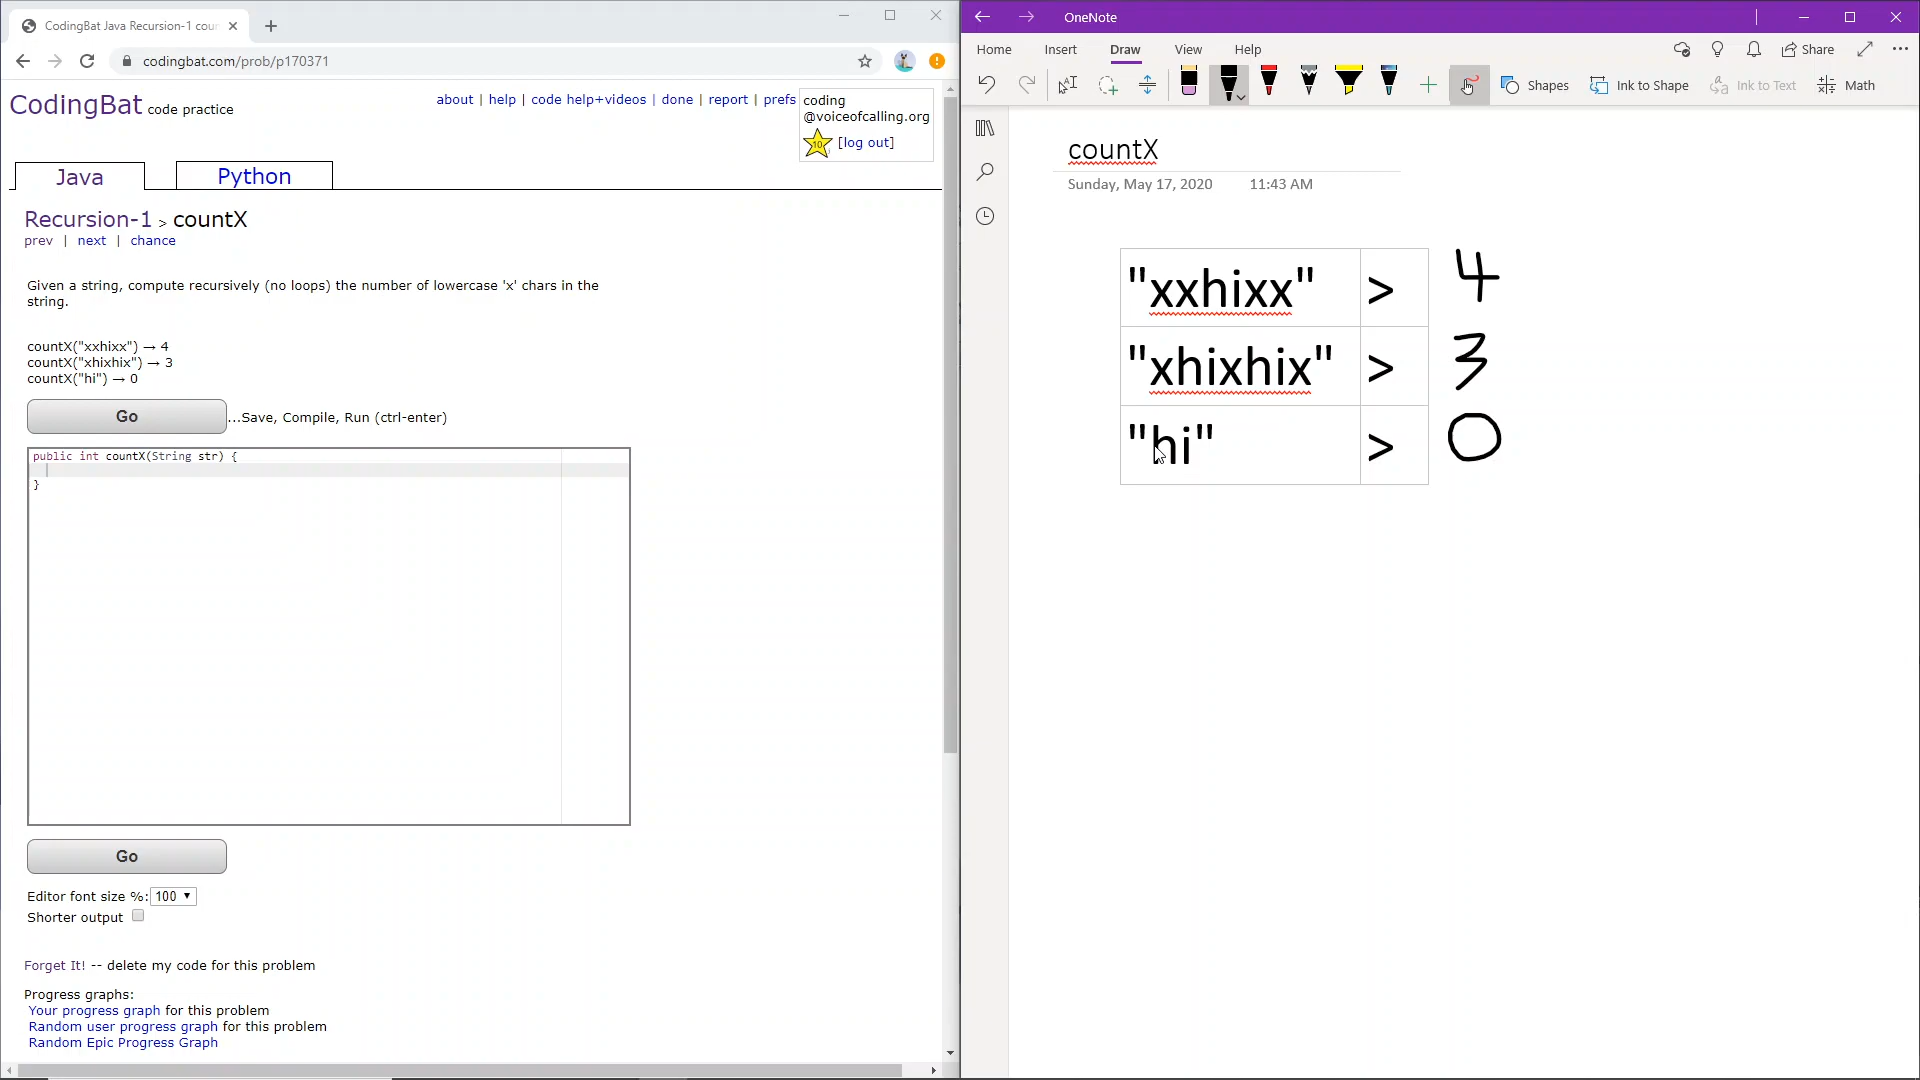 CodingBat Java Recursion-1 cour
codingbat.com/prob/p170371
CodingBat code practice
about | help | code help+videos | done | report | prefs
coding
@voiceofcalling.org
10
[log out]
Java
Python
Recursion-1 > countX
prev | next | chance
Given a string, compute recursively (no loops) the number of lowercase 'x' chars in the
string.
countX("xxhixx") → 4
countX("xhixhix") → 3
countX("hi") → 0
Go
...Save, Compile, Run (ctrl-enter)
public int countX(String str) {
}
Go
Editor font size %: 100
Shorter output
Forget It! -- delete my code for this problem
Progress graphs:
Your progress graph for this problem
Random user progress graph for this problem
Random Epic Progress Graph
OneNote
Home Insert Draw View Help
Share
Shapes Ink to Shape Ink to Text Math
countX
Sunday, May 17, 2020 11:43 AM
"xxhixx" > 4
"xhixhix" > 3
"hi" > 0